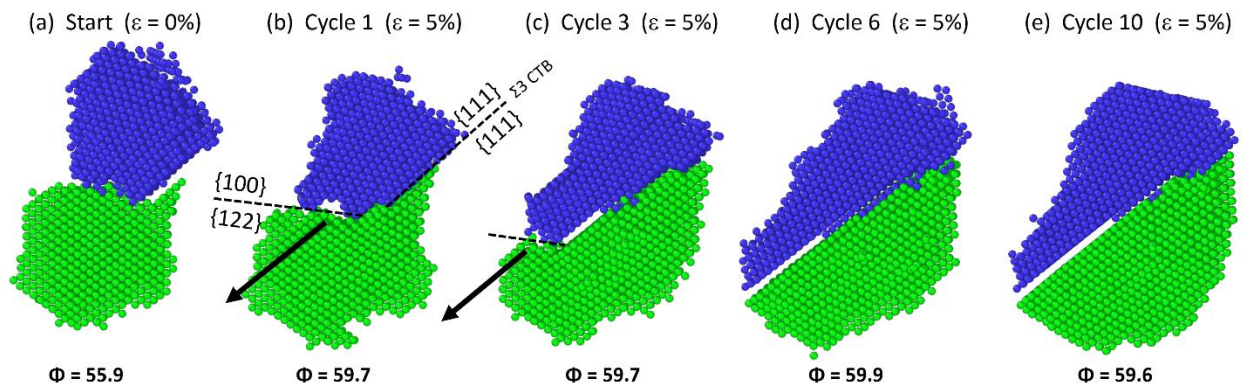 (a) Start (ε = 0%)
(b) Cycle 1 (ε = 5%)
(c) Cycle 3 (ε = 5%)
(d) Cycle 6 (ε = 5%)
(e) Cycle 10 (ε = 5%)
{111} Σ3 CTB
{111}
{100}
{122}
Φ = 55.9
Φ = 59.7
Φ = 59.7
Φ = 59.9
Φ = 59.6